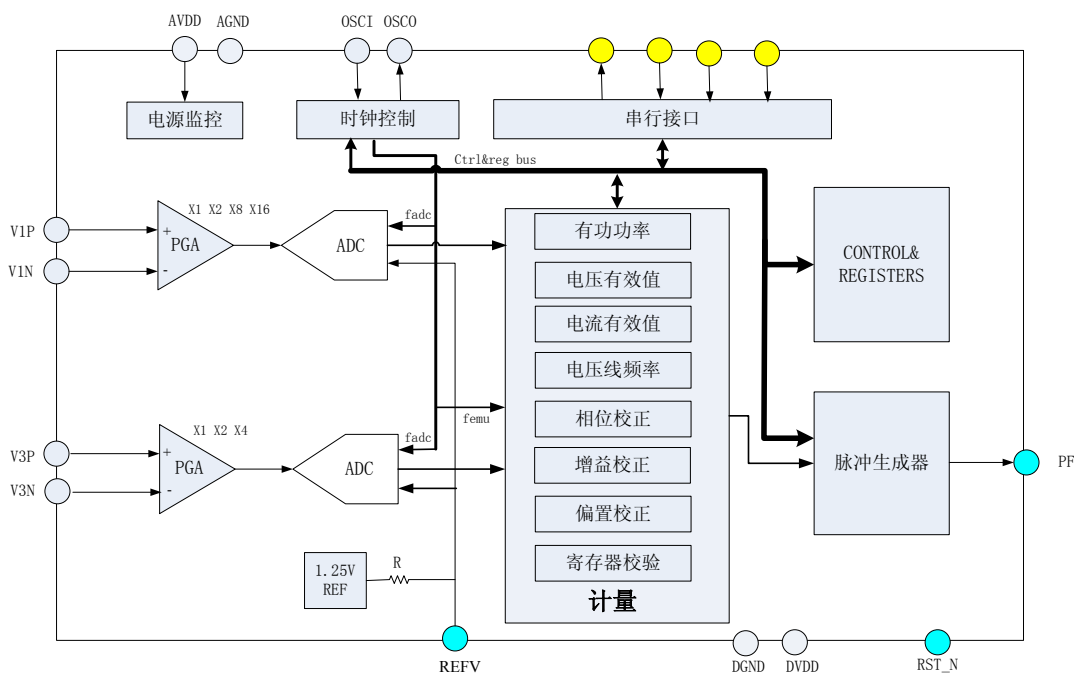 AVDD
AGND
OSCI
OSCO
电源监控
时钟控制
串行接口
Ctrl&reg bus
X1 X2 X8 X16
V1P
+
PGA
-
V1N
ADC
fadc
有功功率
电压有效值
电流有效值
电压线频率
相位校正
增益校正
偏置校正
寄存器校验
计量
CONTROL&
REGISTERS
femu
X1 X2 X4
V3P
+
PGA
-
V3N
ADC
fadc
脉冲生成器
PF
1.25V
REF
R
REFV
DGND
DVDD
RST_N